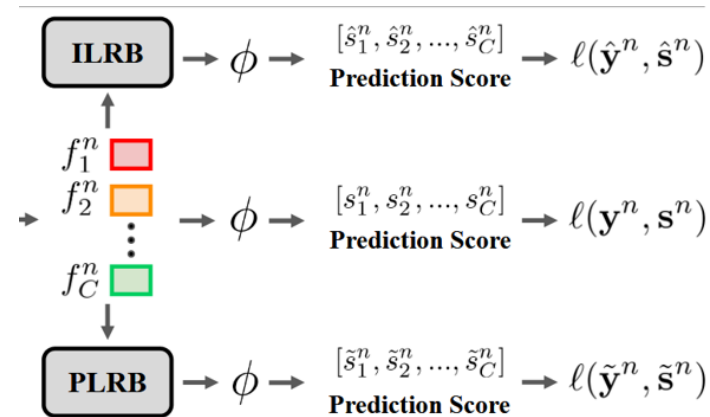 ILRB → ϕ → [ŝ₁ⁿ, ŝ₂ⁿ, ..., ŝ_Cⁿ] → ℓ(ŷⁿ, ŝⁿ)
Prediction Score
f₁ⁿ
f₂ⁿ
→ ϕ → [s₁ⁿ, s₂ⁿ, ..., s_Cⁿ] → ℓ(yⁿ, sⁿ)
Prediction Score
f_Cⁿ
PLRB → ϕ → [s̃₁ⁿ, s̃₂ⁿ, ..., s̃_Cⁿ] → ℓ(ỹⁿ, s̃ⁿ)
Prediction Score